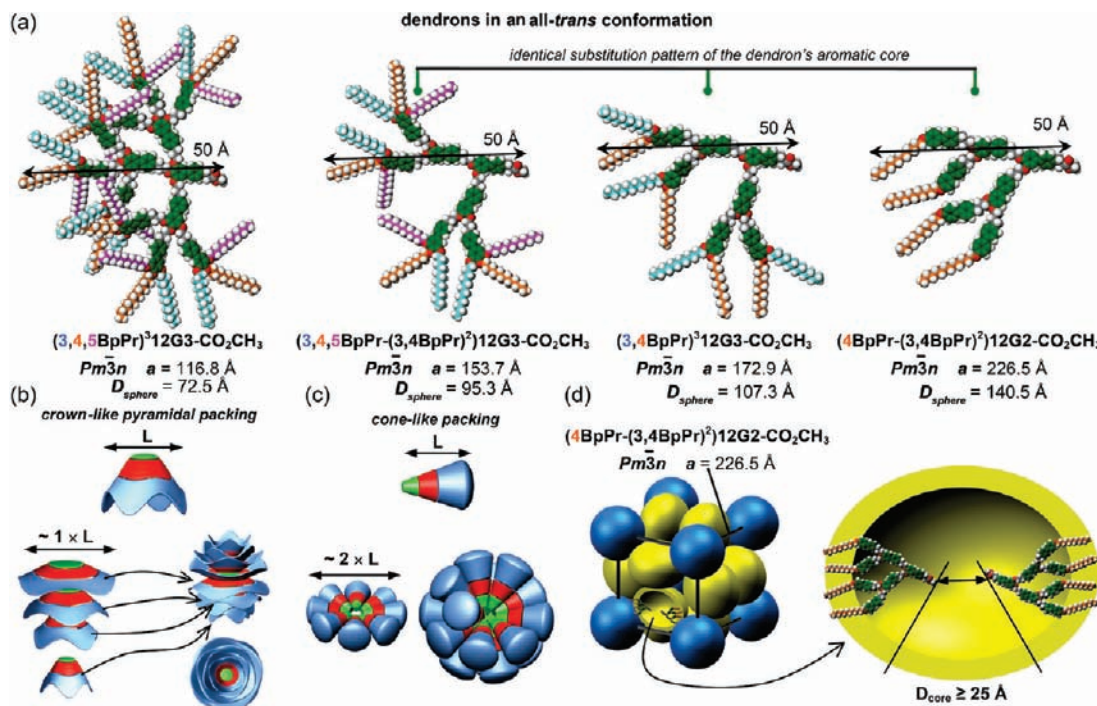 (a)
dendrons in an all-trans conformation
identical substitution pattern of the dendron's aromatic core
50 Å
50 Å
50 Å
50 Å
(3,4,5BpPr)³12G3-CO₂CH₃
Pm3̅n a = 116.8 Å
D_sphere = 72.5 Å
(3,4,5BpPr-(3,4BpPr)²)12G3-CO₂CH₃
Pm3̅n a = 153.7 Å
D_sphere = 95.3 Å
(3,4BpPr)³12G3-CO₂CH₃
Pm3̅n a = 172.9 Å
D_sphere = 107.3 Å
(4BpPr-(3,4BpPr)²)12G2-CO₂CH₃
Pm3̅n a = 226.5 Å
D_sphere = 140.5 Å
(b)
crown-like pyramidal packing
L
~ 1 × L
(c)
cone-like packing
L
~ 2 × L
(d)
(4BpPr-(3,4BpPr)²)12G2-CO₂CH₃
Pm3̅n a = 226.5 Å
D_core ≥ 25 Å